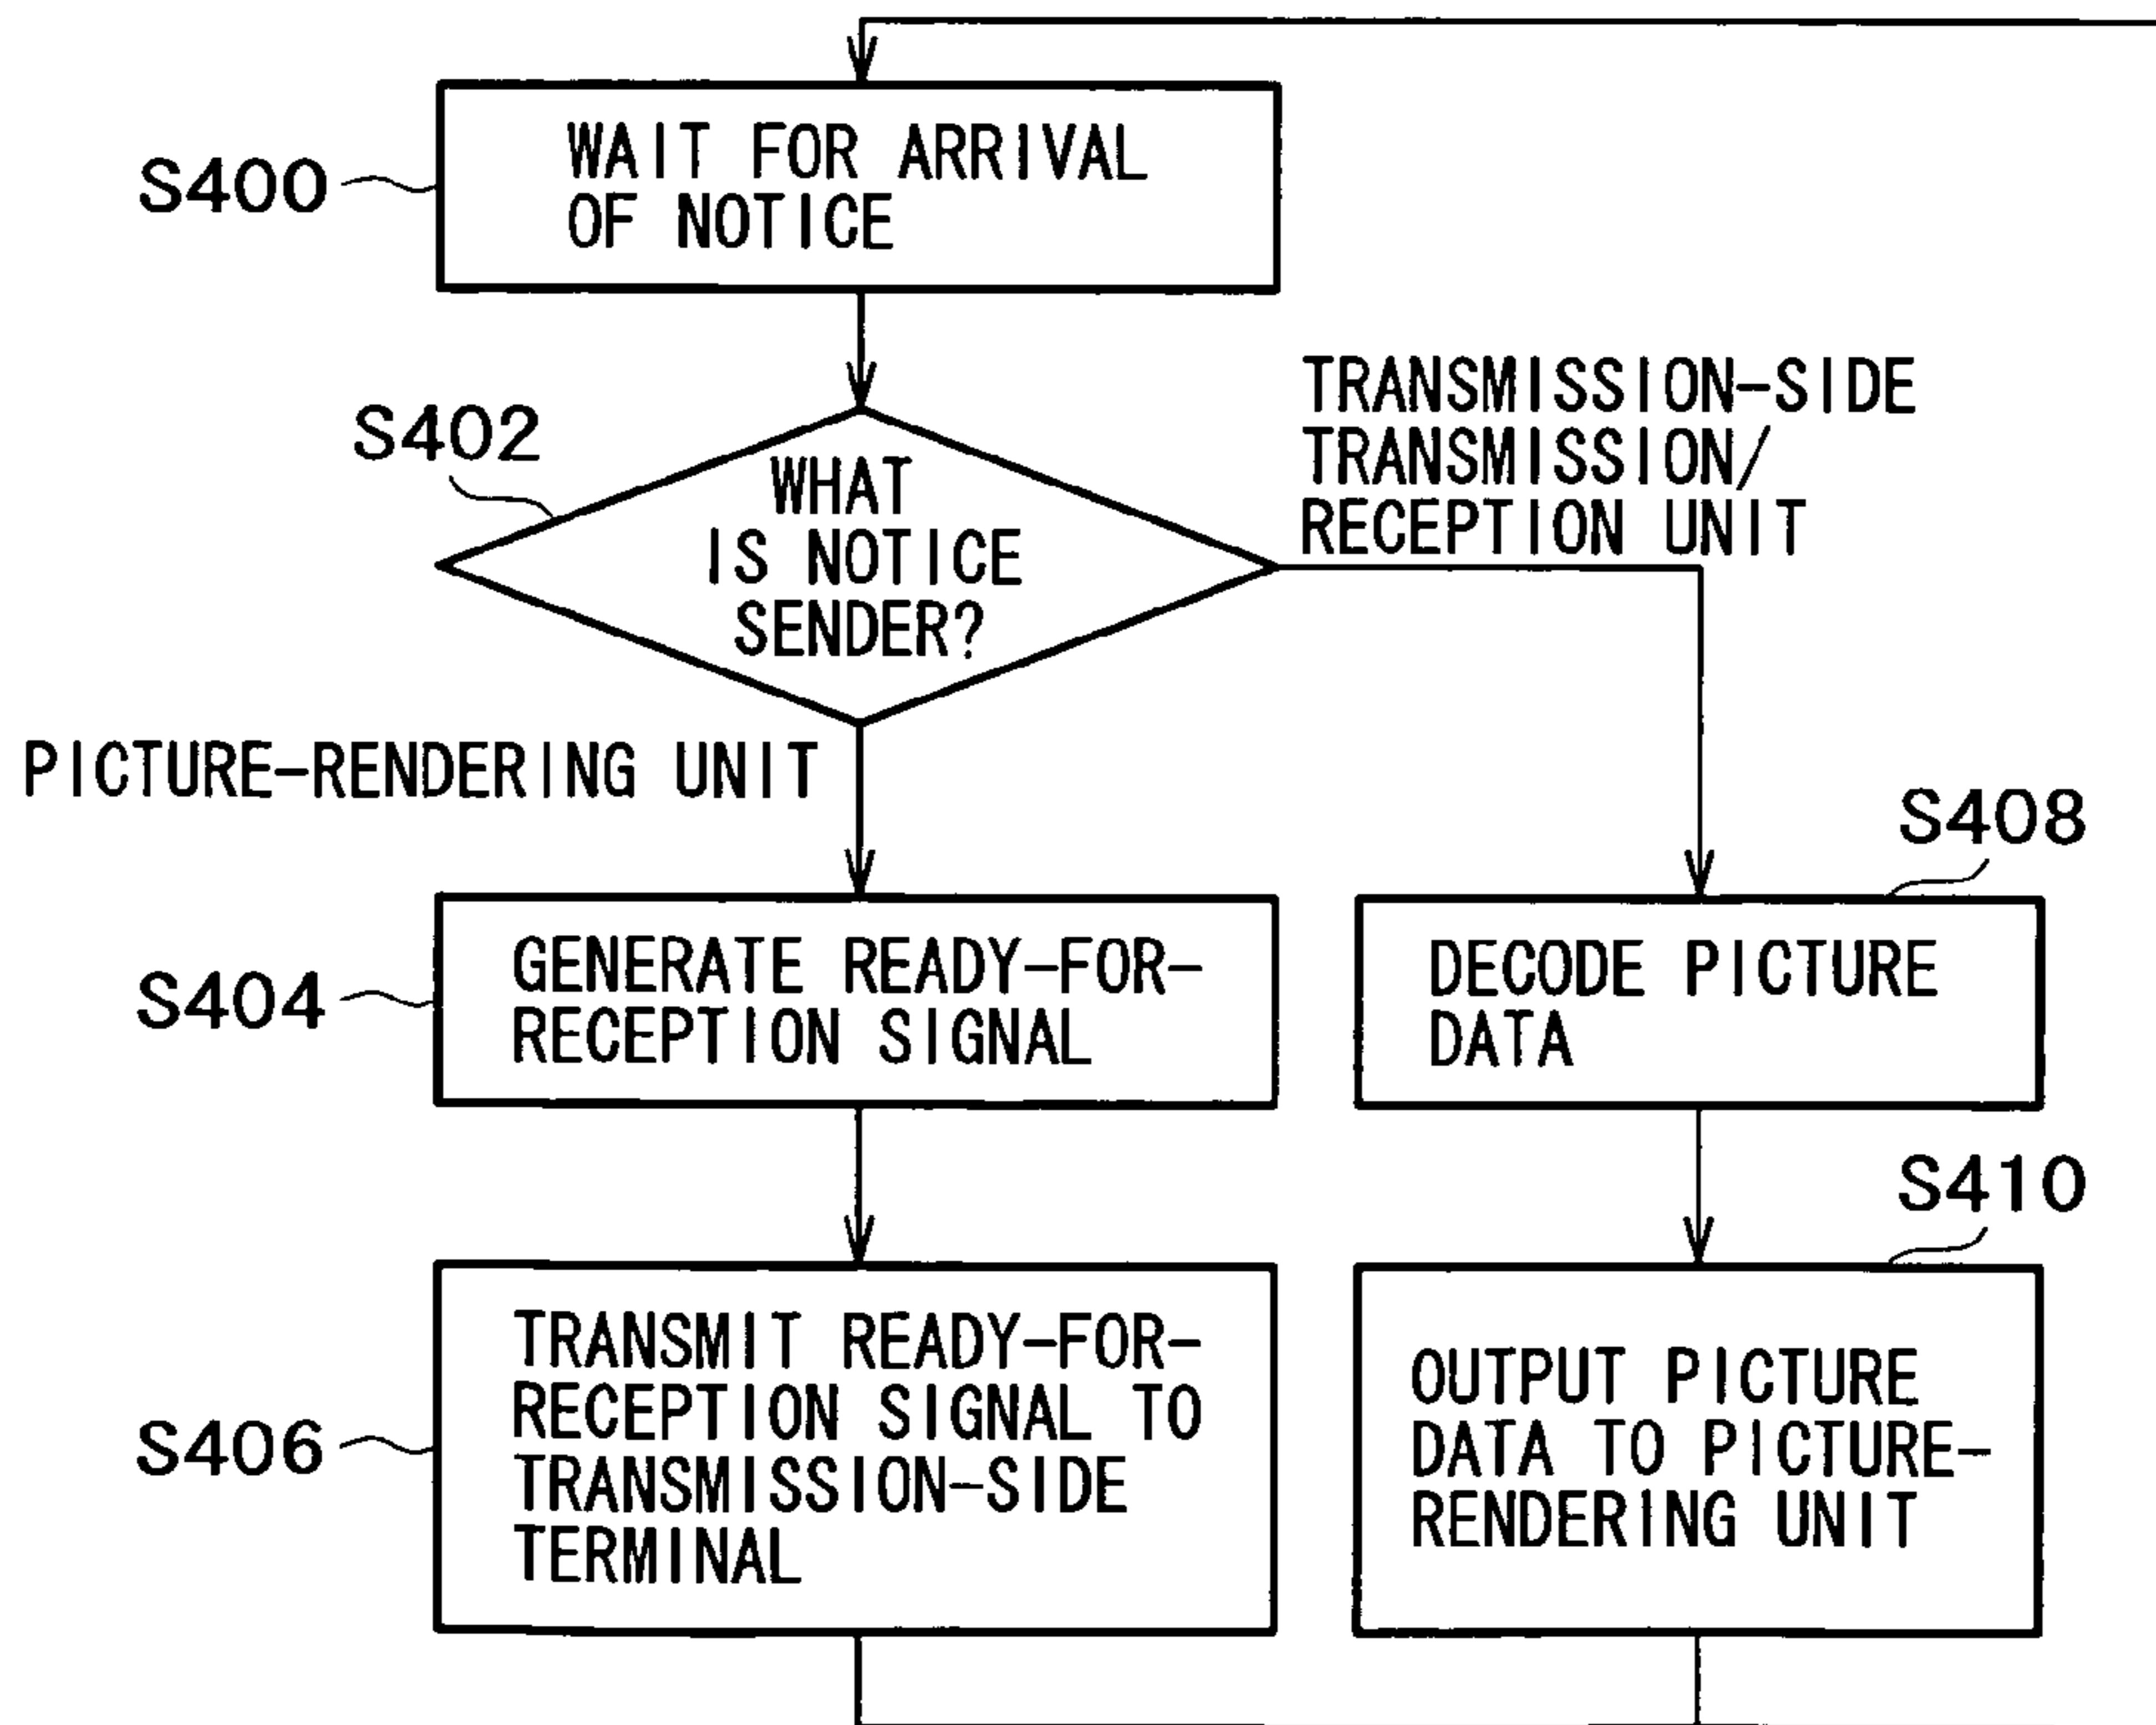 S400
WAIT FOR ARRIVAL
OF NOTICE
S402
WHAT
IS NOTICE
SENDER?
TRANSMISSION-SIDE
TRANSMISSION/
RECEPTION UNIT
PICTURE-RENDERING UNIT
S404
GENERATE READY-FOR-
RECEPTION SIGNAL
S408
DECODE PICTURE
DATA
S406
TRANSMIT READY-FOR-
RECEPTION SIGNAL TO
TRANSMISSION-SIDE
TERMINAL
S410
OUTPUT PICTURE
DATA TO PICTURE-
RENDERING UNIT